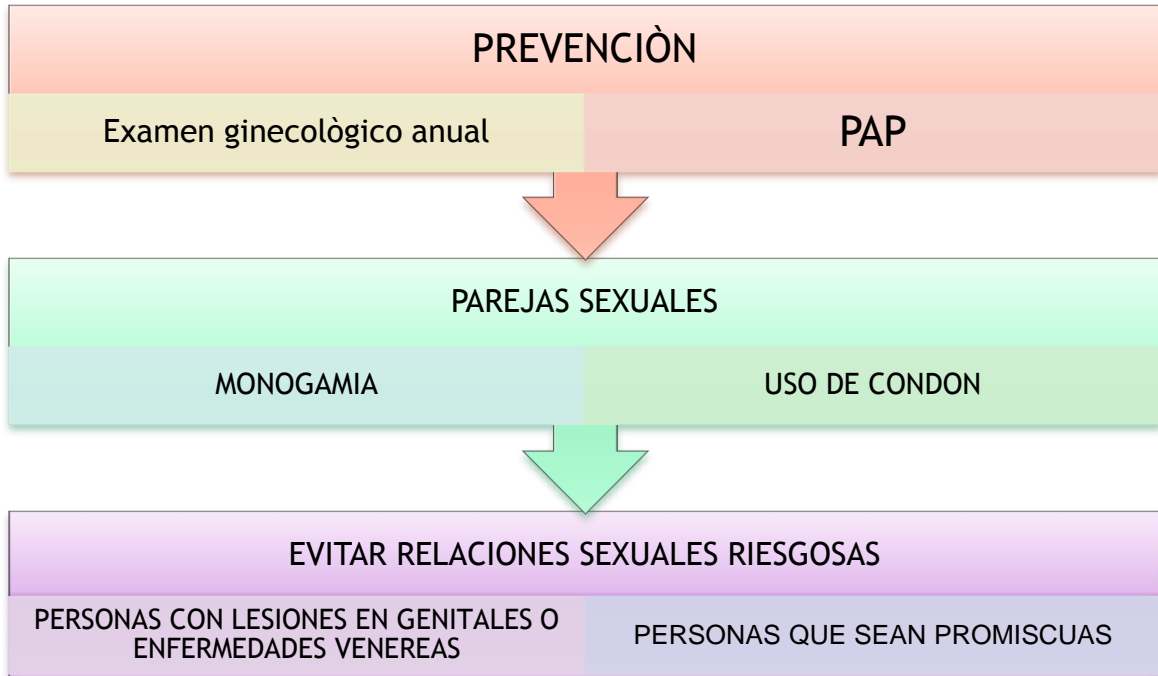 PREVENCIÒN
Examen ginecològico anual
PAP
PAREJAS SEXUALES
MONOGAMIA
USO DE CONDON
EVITAR RELACIONES SEXUALES RIESGOSAS
PERSONAS CON LESIONES EN GENITALES O
ENFERMEDADES VENEREAS
PERSONAS QUE SEAN PROMISCUAS